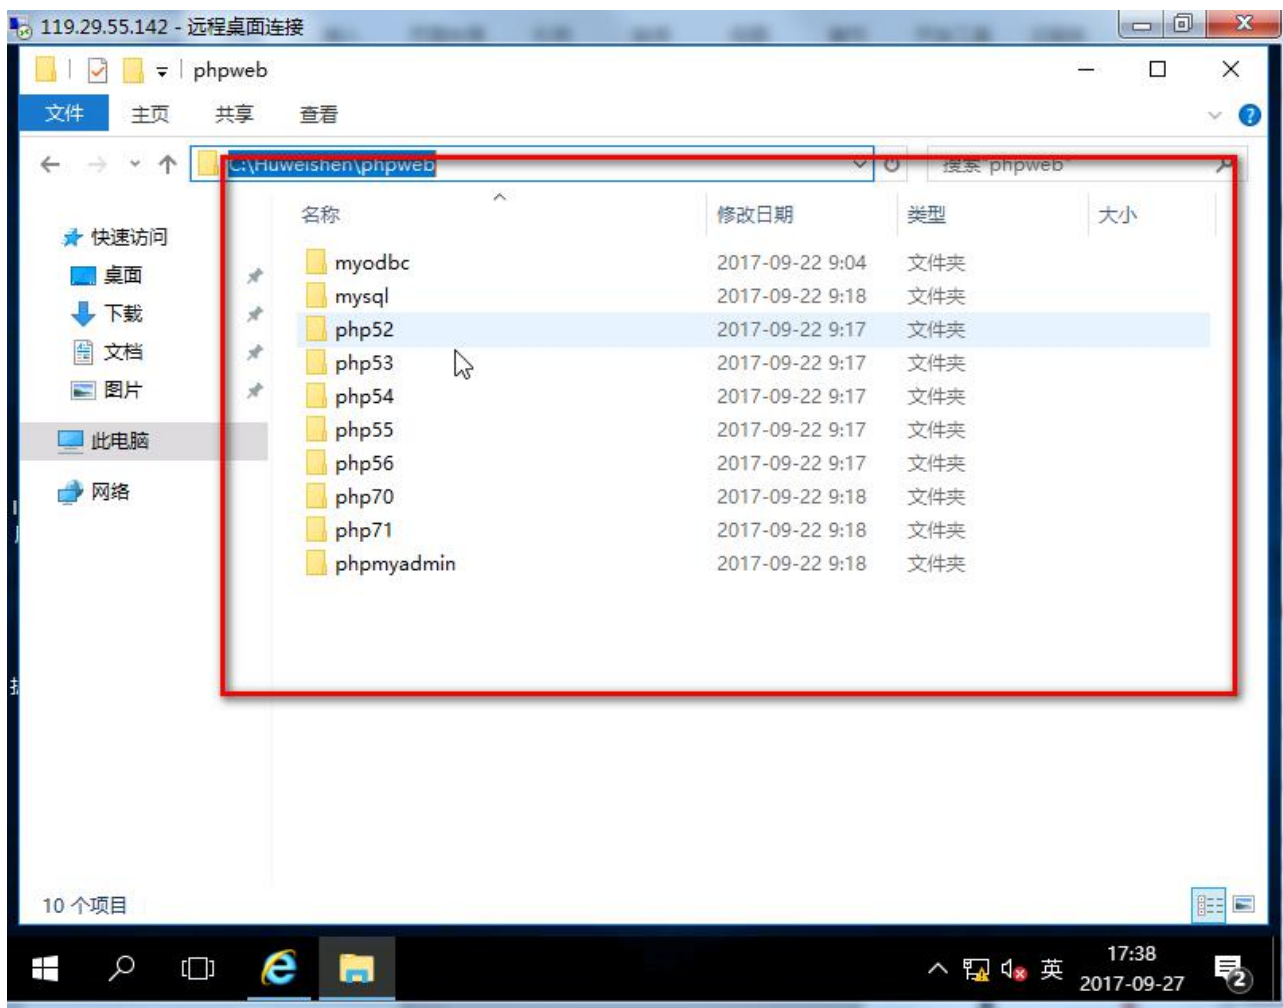 119.29.55.142 - 远程桌面连接
phpweb
文件 主页 共享 查看
C:\Huweishen\phpweb 搜索"phpweb"
名称 修改日期 类型 大小
快速访问
桌面
下载
文档
图片
此电脑
网络
myodbc 2017-09-22 9:04 文件夹
mysql 2017-09-22 9:18 文件夹
php52 2017-09-22 9:17 文件夹
php53 2017-09-22 9:17 文件夹
php54 2017-09-22 9:17 文件夹
php55 2017-09-22 9:17 文件夹
php56 2017-09-22 9:17 文件夹
php70 2017-09-22 9:18 文件夹
php71 2017-09-22 9:18 文件夹
phpmyadmin 2017-09-22 9:18 文件夹
10 个项目
英
17:38
2017-09-27
2